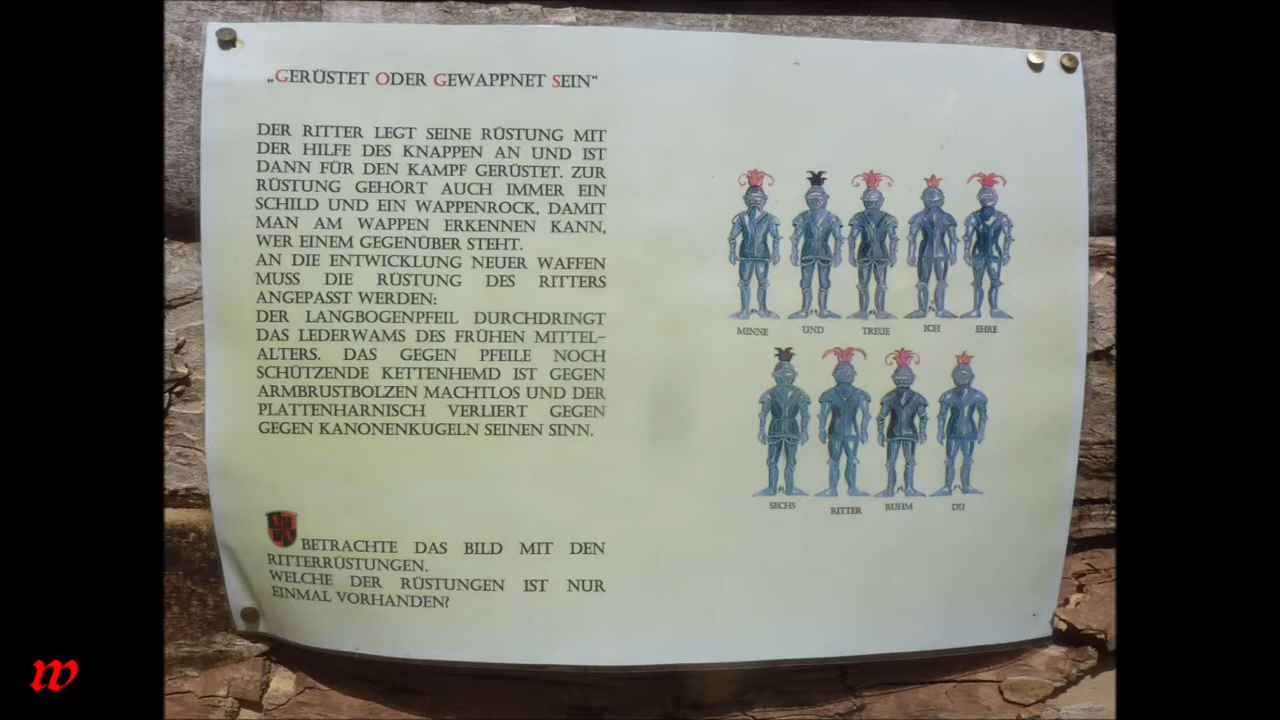 „GERÜSTET ODER GEWAPPNET SEIN“
DER RITTER LEGT SEINE RÜSTUNG MIT
DER HILFE DES KNAPPEN AN UND IST
DANN FÜR DEN KAMPF GERÜSTET. ZUR
RÜSTUNG GEHÖRT AUCH IMMER EIN
SCHILD UND EIN WAPPENROCK, DAMIT
MAN AM WAPPEN ERKENNEN KANN,
WER EINEM GEGENÜBER STEHT.
AN DIE ENTWICKLUNG NEUER WAFFEN
MUSS DIE RÜSTUNG DES RITTERS
ANGEPASST WERDEN:
DER LANGBOGENPFEIL DURCHDRINGT
DAS LEDERWAMS DES FRÜHEN MITTEL-
ALTERS. DAS GEGEN PFEILE NOCH
SCHÜTZENDE KETTENHEMD IST GEGEN
ARMBRUSTBOLZEN MACHTLOS UND DER
PLATTENHARNISCH VERLIERT GEGEN
GEGEN KANONENKUGELN SEINEN SINN.
BETRACHTE DAS BILD MIT DEN
RITTERRÜSTUNGEN.
WELCHE DER RÜSTUNGEN IST NUR
EINMAL VORHANDEN?
MINNE UND TREUE ICH EHRE
SECHS RITTER RUHM DU
w